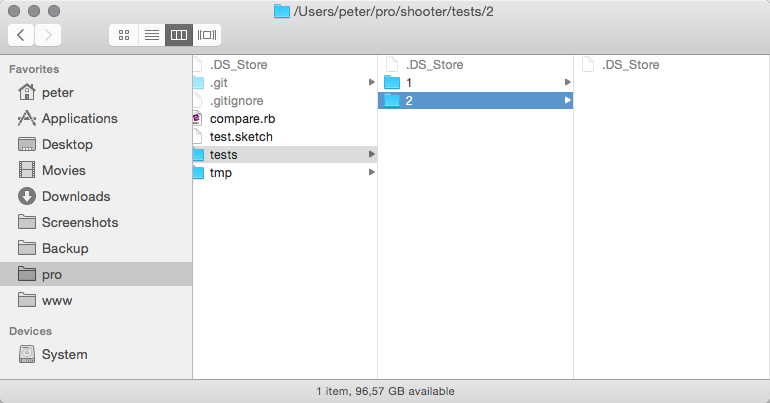 /Users/peter/pro/shooter/tests/2
Favorites
peter
Applications
Desktop
Movies
Downloads
Screenshots
Backup
pro
www
Devices
System
.DS_Store
.git
.gitignore
compare.rb
test.sketch
tests
tmp
.DS_Store
1
2
.DS_Store
1 item, 96,57 GB available